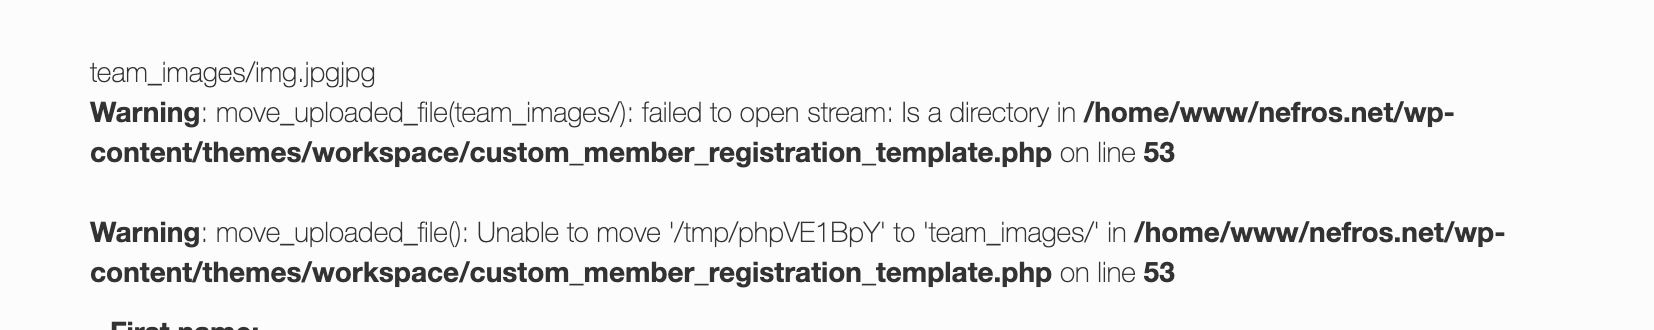 team_images/img.jpgjpg
Warning: move_uploaded_file(team_images/): failed to open stream: Is a directory in /home/www/nefros.net/wp-
content/themes/workspace/custom_member_registration_template.php on line 53
Warning: move_uploaded_file(): Unable to move '/tmp/phpVE1BpY' to 'team_images/' in /home/www/nefros.net/wp-
content/themes/workspace/custom_member_registration_template.php on line 53
First name: